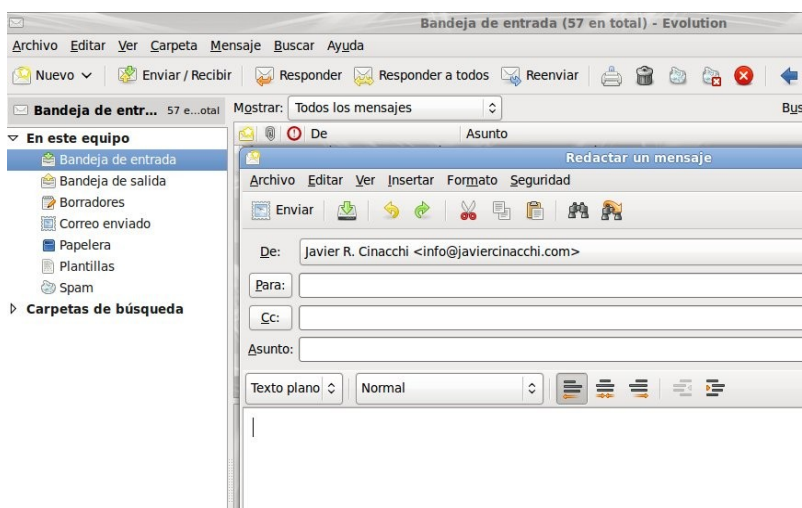 Bandeja de entrada (57 en total) - Evolution
Archivo Editar Ver Carpeta Mensaje Buscar Ayuda
Nuevo Enviar / Recibir Responder Responder a todos Reenviar
Bandeja de entr... 57 e...otal Mostrar: Todos los mensajes Bus
En este equipo De Asunto
Bandeja de entrada
Bandeja de salida
Borradores
Correo enviado
Papelera
Plantillas
Spam
Carpetas de búsqueda
Redactar un mensaje
Archivo Editar Ver Insertar Formato Seguridad
Enviar
De: Javier R. Cinacchi <info@javiercinacchi.com>
Para:
Cc:
Asunto:
Texto plano Normal